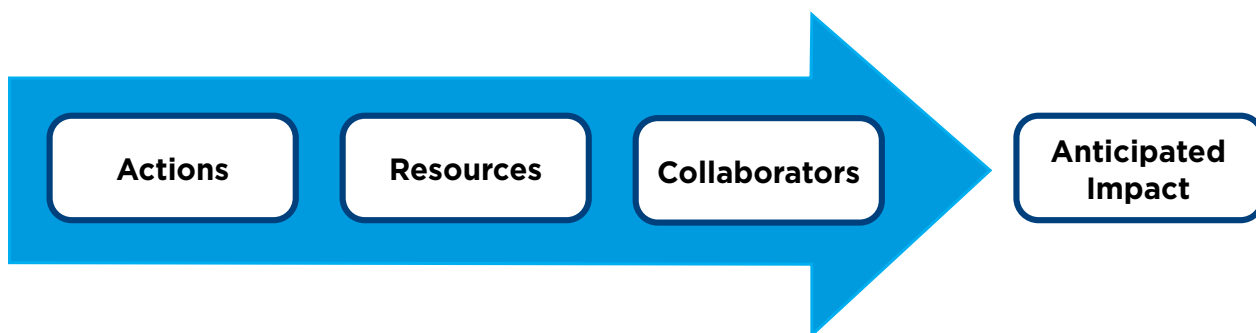 Actions
Resources
Collaborators
Anticipated
Impact